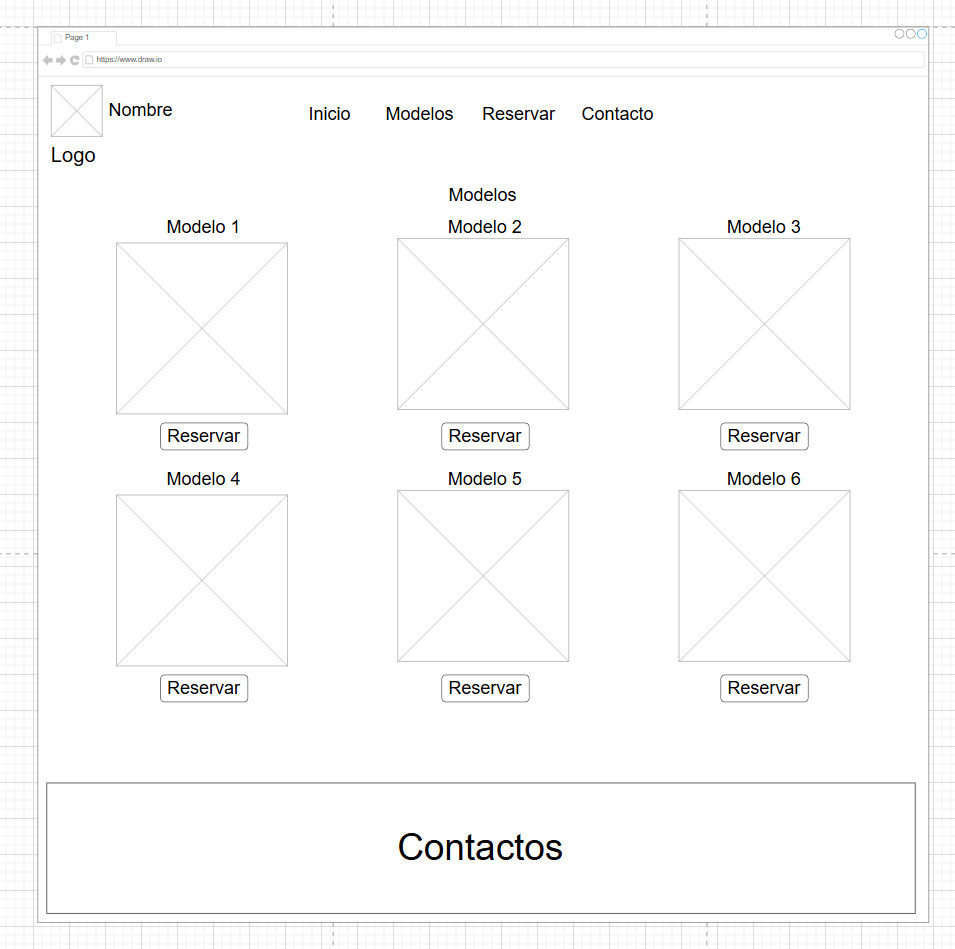 Page 1
https://www.draw.io
Nombre
Inicio Modelos Reservar Contacto
Logo
Modelos
Modelo 1 Modelo 2 Modelo 3
Reservar Reservar Reservar
Modelo 4 Modelo 5 Modelo 6
Reservar Reservar Reservar
Contactos